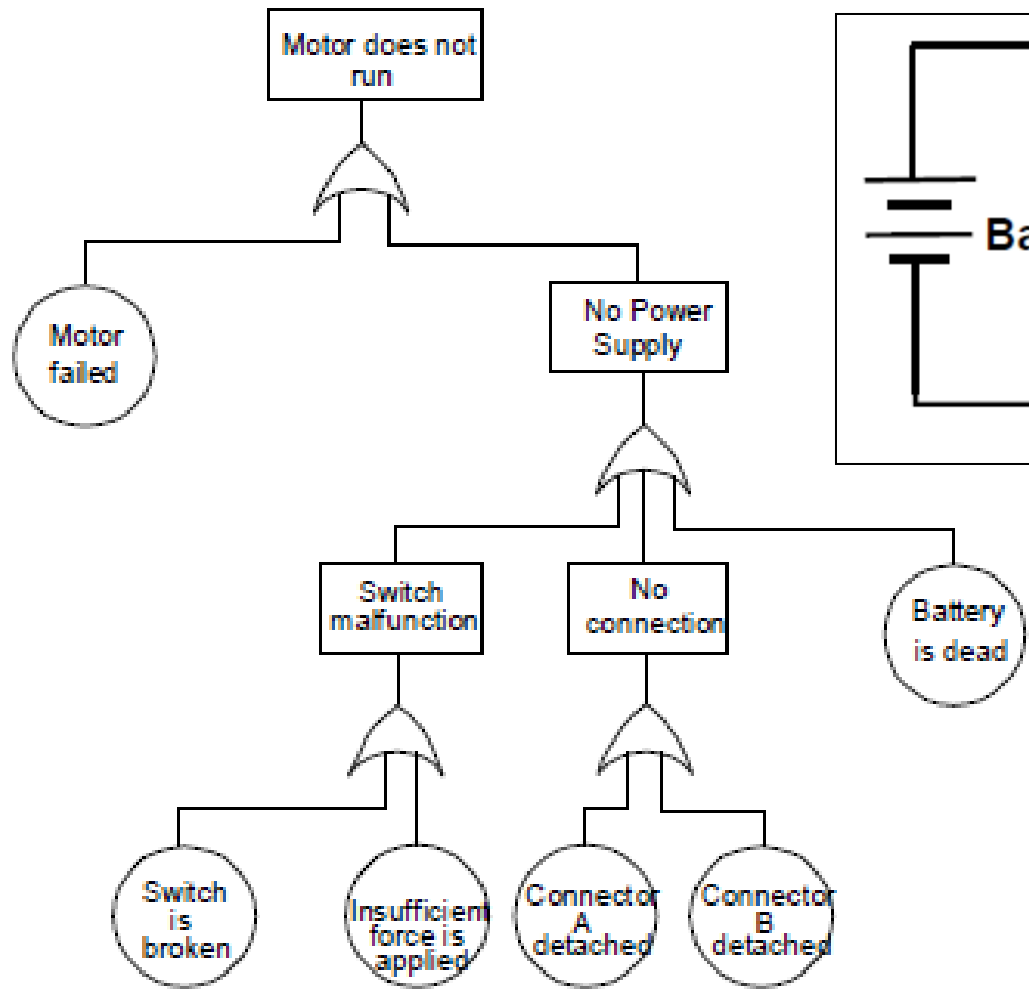 Motor does not
run
Motor
failed
No Power
Supply
Ba
Switch
malfunction
No
connection
Battery
is dead
Switch
is
broken
Insufficient
force is
applied
Connector
A
detached
Connector
B
detached